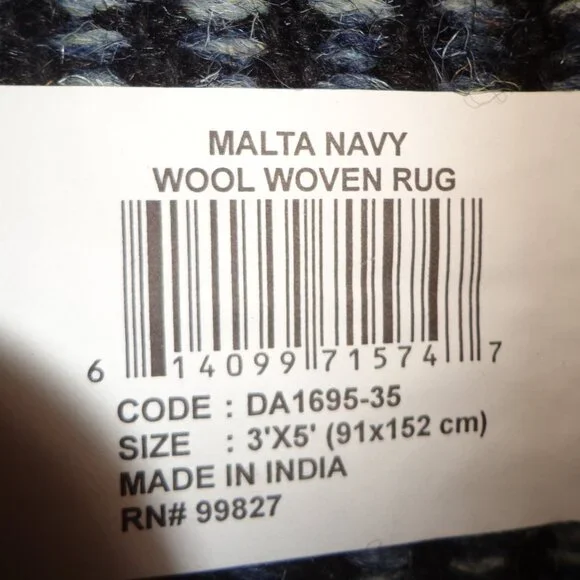 MALTA NAVY
WOOL WOVEN RUG
6 14099 71574 7
CODE : DA1695-35
SIZE : 3'X5' (91x152 cm)
MADE IN INDIA
RN# 99827